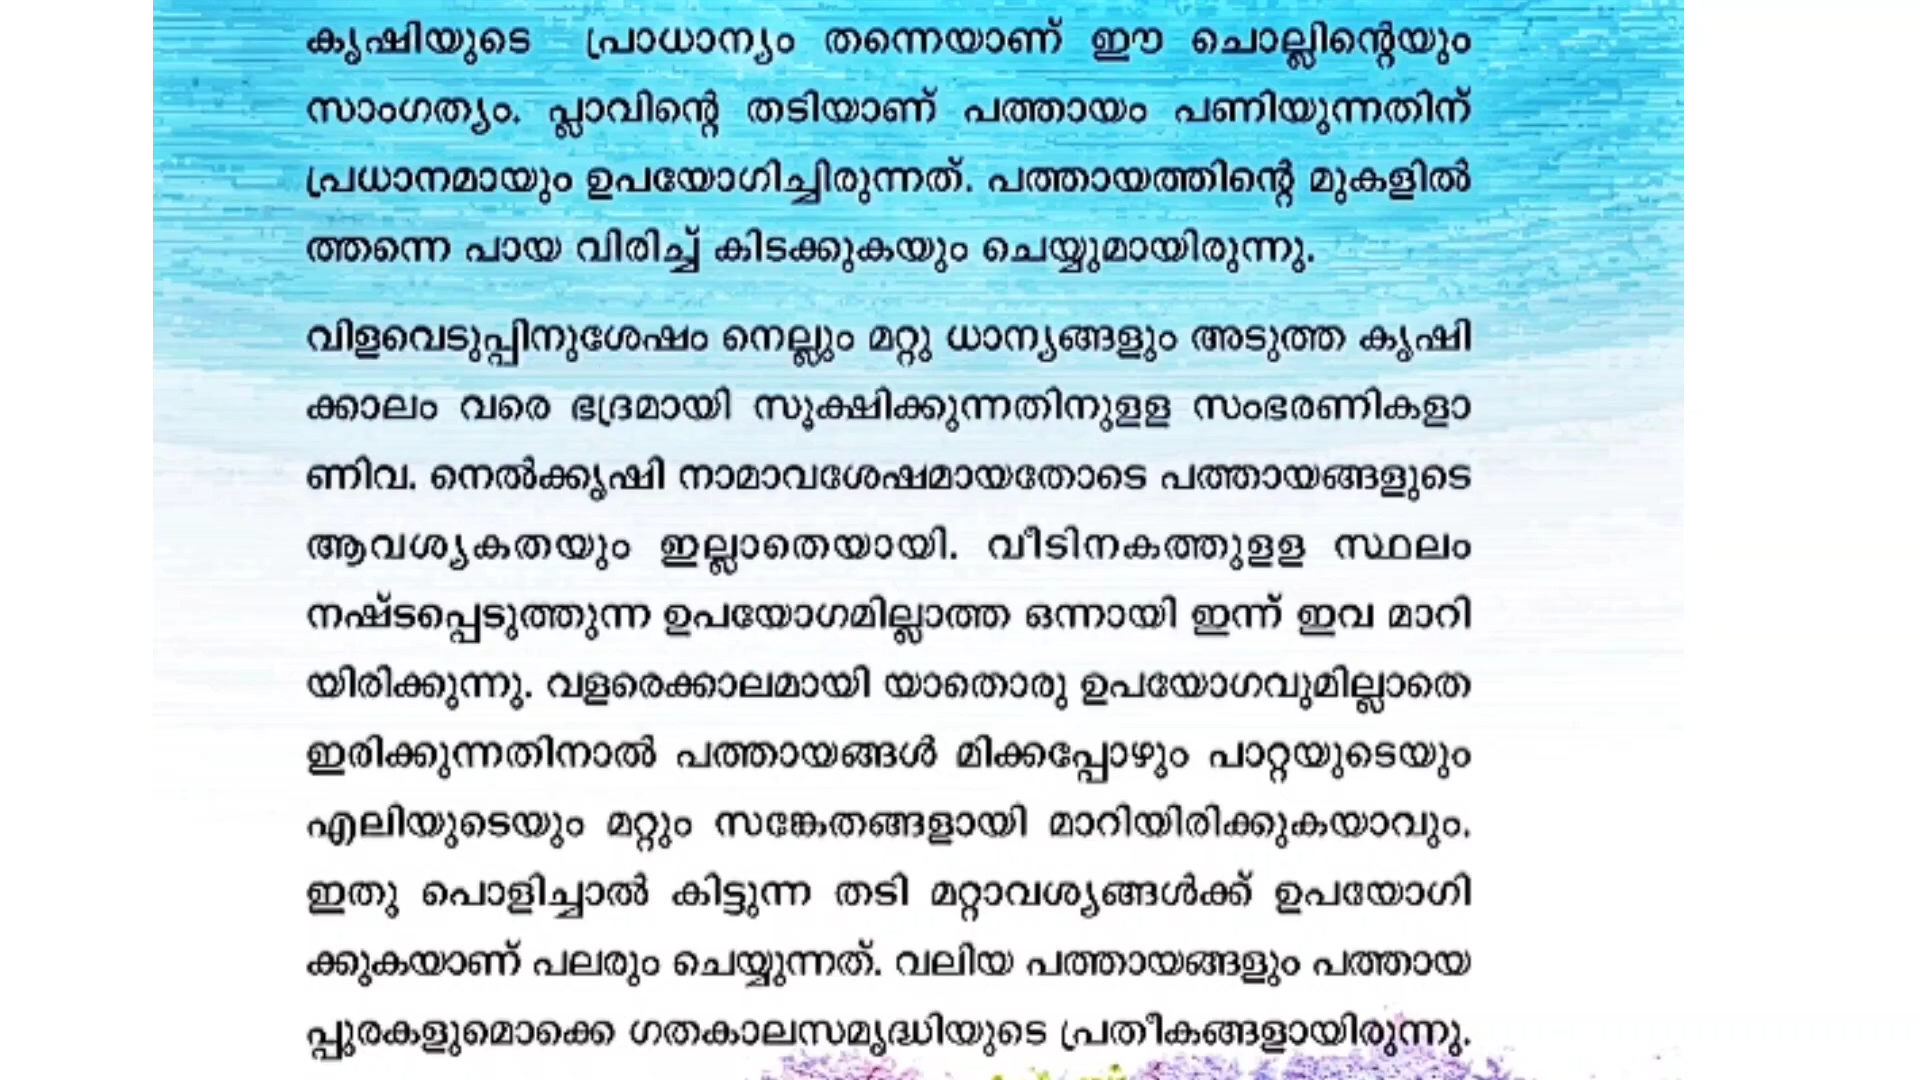 കൃഷിയുടെ പ്രാധാന്യം തന്നെയാണ് ഈ ചൊല്ലിന്റെയും
സാംഗത്യം. പ്ലാവിന്റെ തടിയാണ് പത്തായം പണിയുന്നതിന്
പ്രധാനമായും ഉപയോഗിച്ചിരുന്നത്. പത്തായത്തിന്റെ മുകളിൽ
ത്തന്നെ പായ വിരിച്ച് കിടക്കുകയും ചെയ്യുമായിരുന്നു.
വിളവെടുപ്പിനുശേഷം നെല്ലും മറ്റു ധാന്യങ്ങളും അടുത്ത കൃഷി
ക്കാലം വരെ ഭദ്രമായി സൂക്ഷിക്കുന്നതിനുളള സംഭരണികളാ
ണിവ. നെൽക്കൃഷി നാമാവശേഷമായതോടെ പത്തായങ്ങളുടെ
ആവശ്യകതയും ഇല്ലാതെയായി. വീടിനകത്തുളള സ്ഥലം
നഷ്ടപ്പെടുത്തുന്ന ഉപയോഗമില്ലാത്ത ഒന്നായി ഇന്ന് ഇവ മാറി
യിരിക്കുന്നു. വളരെക്കാലമായി യാതൊരു ഉപയോഗവുമില്ലാതെ
ഇരിക്കുന്നതിനാൽ പത്തായങ്ങൾ മിക്കപ്പോഴും പാറ്റയുടെയും
എലിയുടെയും മറ്റും സങ്കേതങ്ങളായി മാറിയിരിക്കുകയാവും.
ഇതു പൊളിച്ചാൽ കിട്ടുന്ന തടി മറ്റാവശ്യങ്ങൾക്ക് ഉപയോഗി
ക്കുകയാണ് പലരും ചെയ്യുന്നത്. വലിയ പത്തായങ്ങളും പത്തായ
പ്പുരകളുമൊക്കെ ഗതകാലസമൃദ്ധിയുടെ പ്രതീകങ്ങളായിരുന്നു.